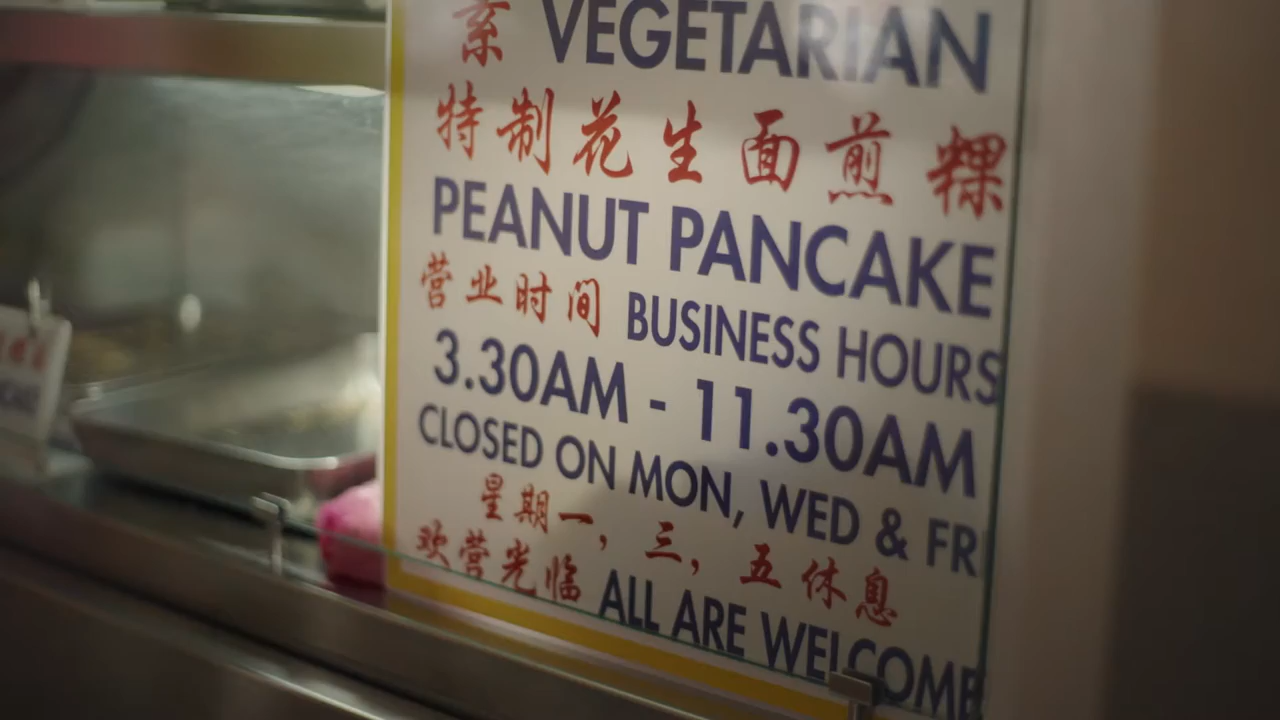 素 VEGETARIAN
特制花生面煎粿
PEANUT PANCAKE
营业时间 BUSINESS HOURS
3.30AM - 11.30AM
CLOSED ON MON, WED & FR
星期一, 三, 五休息
欢营光临 ALL ARE WELCOME